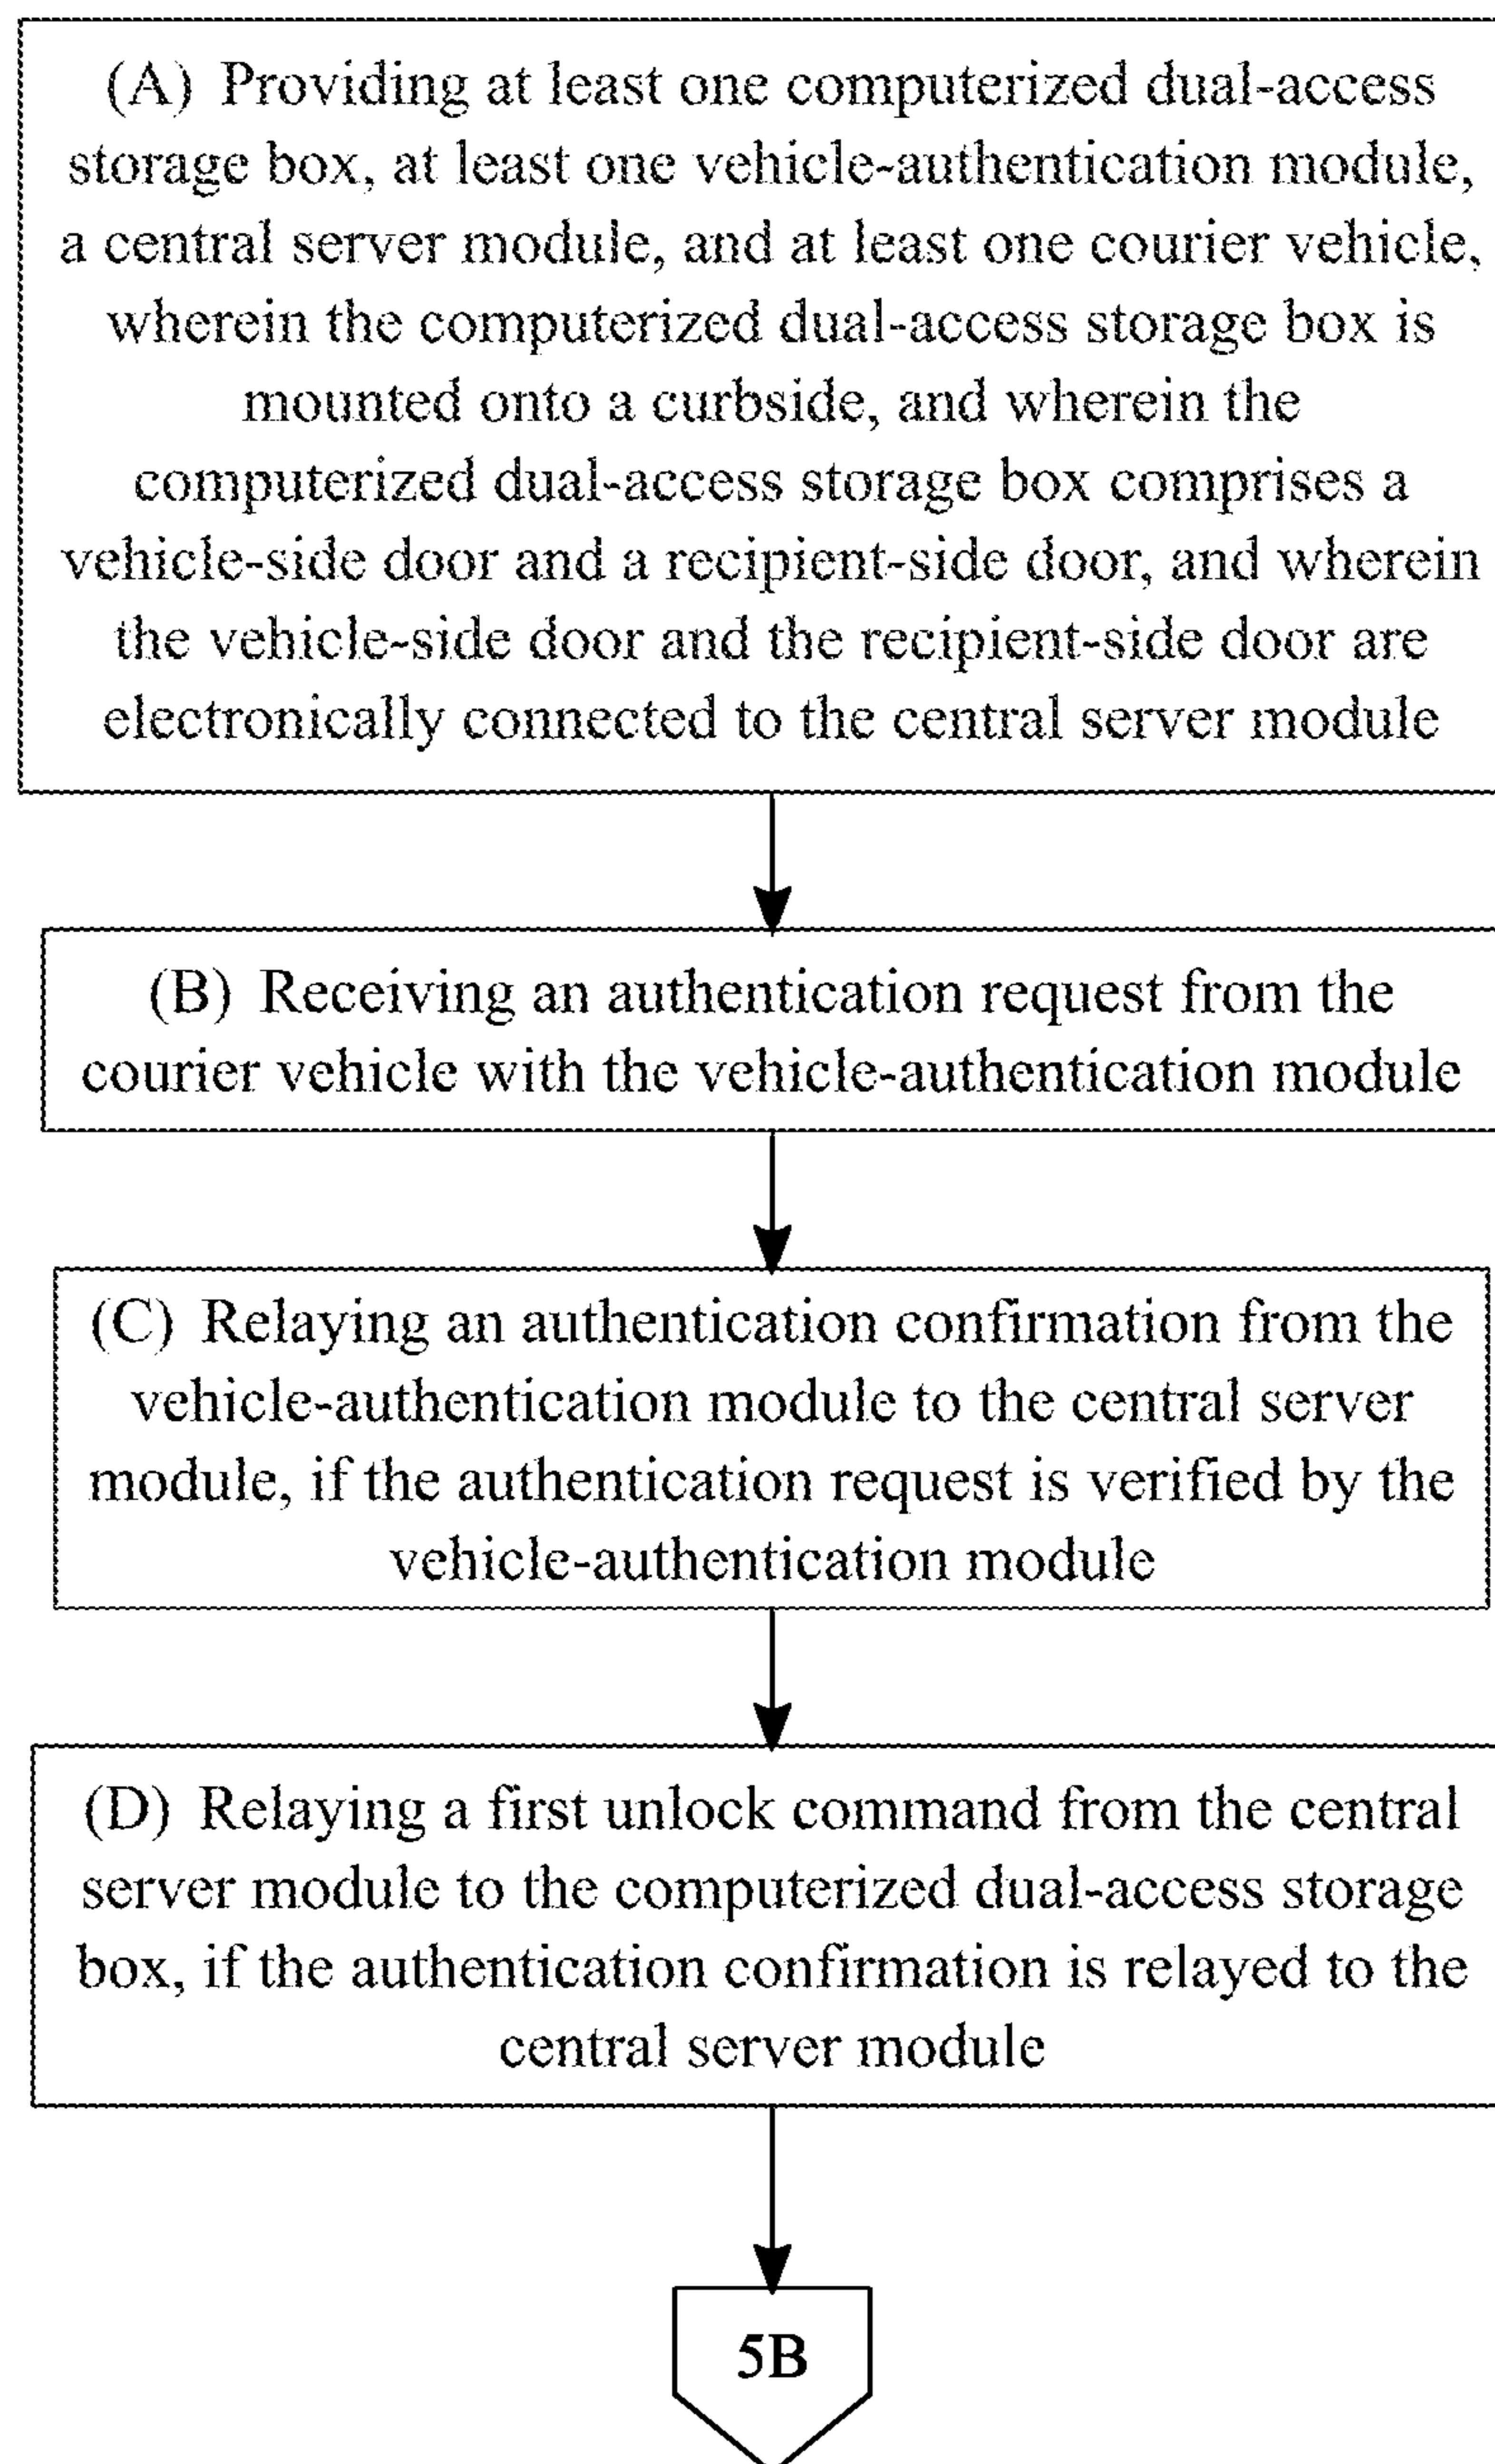 (A) Providing at least one computerized dual-access
storage box, at least one vehicle-authentication module,
a central server module, and at least one courier vehicle,
wherein the computerized dual-access storage box is
mounted onto a curbside, and wherein the
computerized dual-access storage box comprises a
vehicle-side door and a recipient-side door, and wherein
the vehicle-side door and the recipient-side door are
electronically connected to the central server module
(B) Receiving an authentication request from the
courier vehicle with the vehicle-authentication module
(C) Relaying an authentication confirmation from the
vehicle-authentication module to the central server
module, if the authentication request is verified by the
vehicle-authentication module
(D) Relaying a first unlock command from the central
server module to the computerized dual-access storage
box, if the authentication confirmation is relayed to the
central server module
5B